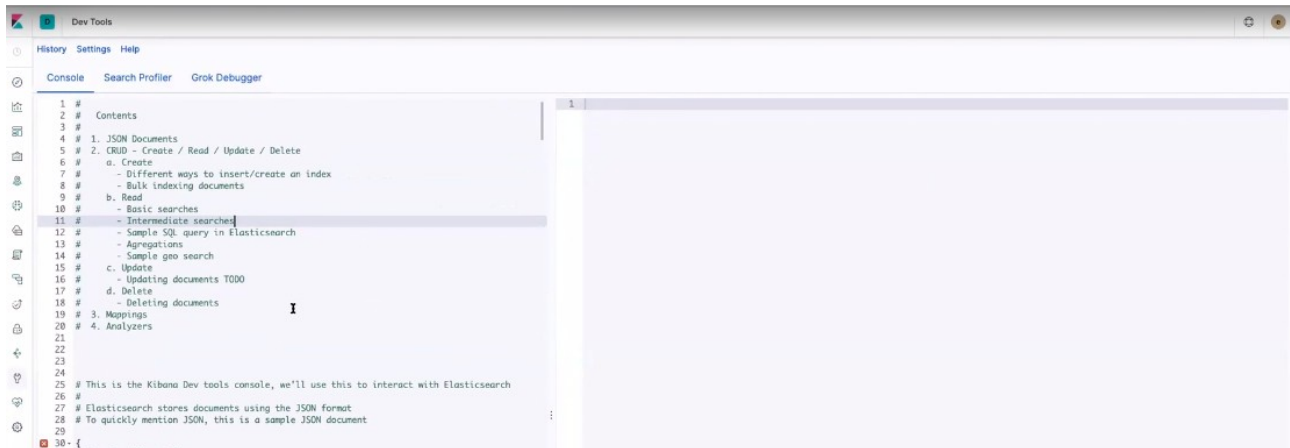 D Dev Tools e
History Settings Help
Console Search Profiler Grok Debugger
1 #
2 # Contents
3 #
4 # 1. JSON Documents
5 # 2. CRUD - Create / Read / Update / Delete
6 # a. Create
7 # - Different ways to insert/create an index
8 # - Bulk indexing documents
9 # b. Read
10 # - Basic searches
11 # - Intermediate searches
12 # - Sample SQL query in Elasticsearch
13 # - Agregations
14 # - Sample geo search
15 # c. Update
16 # - Updating documents TODO
17 # d. Delete
18 # - Deleting documents
19 # 3. Mappings
20 # 4. Analyzers
21
22
23
24
25 # This is the Kibana Dev tools console, we'll use this to interact with Elasticsearch
26 #
27 # Elasticsearch stores documents using the JSON format
28 # To quickly mention JSON, this is a sample JSON document
29
30 - {
1